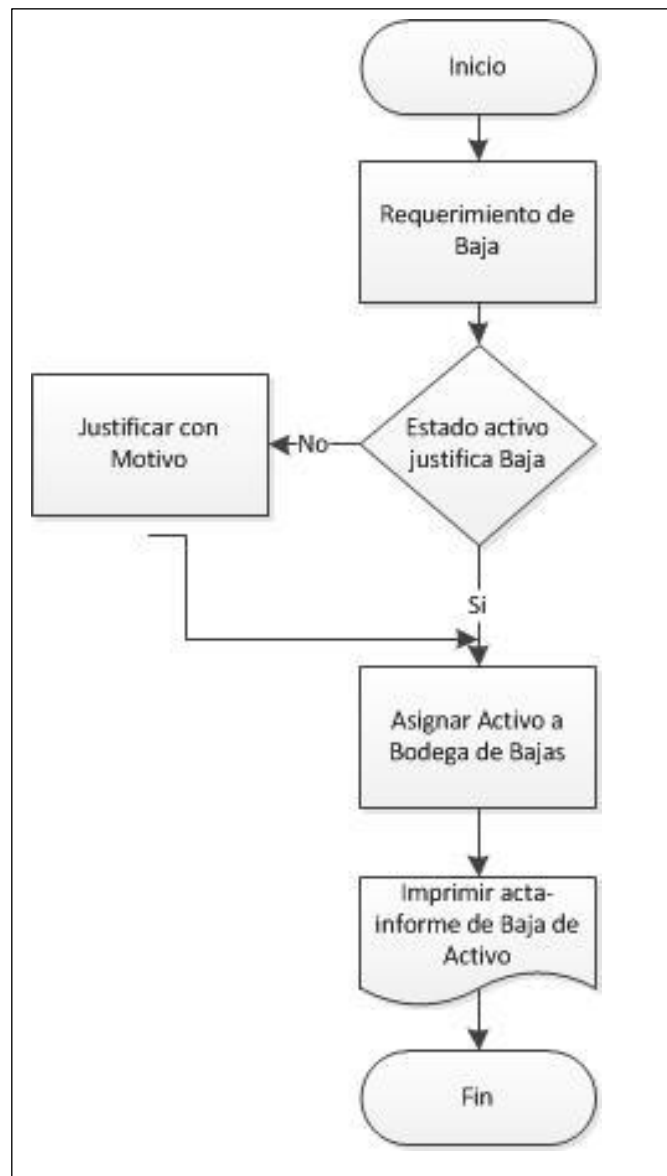 Inicio
Requerimiento de
Baja
Estado activo
justifica Baja
No
Justificar con
Motivo
Si
Asignar Activo a
Bodega de Bajas
Imprimir acta-
informe de Baja de
Activo
Fin